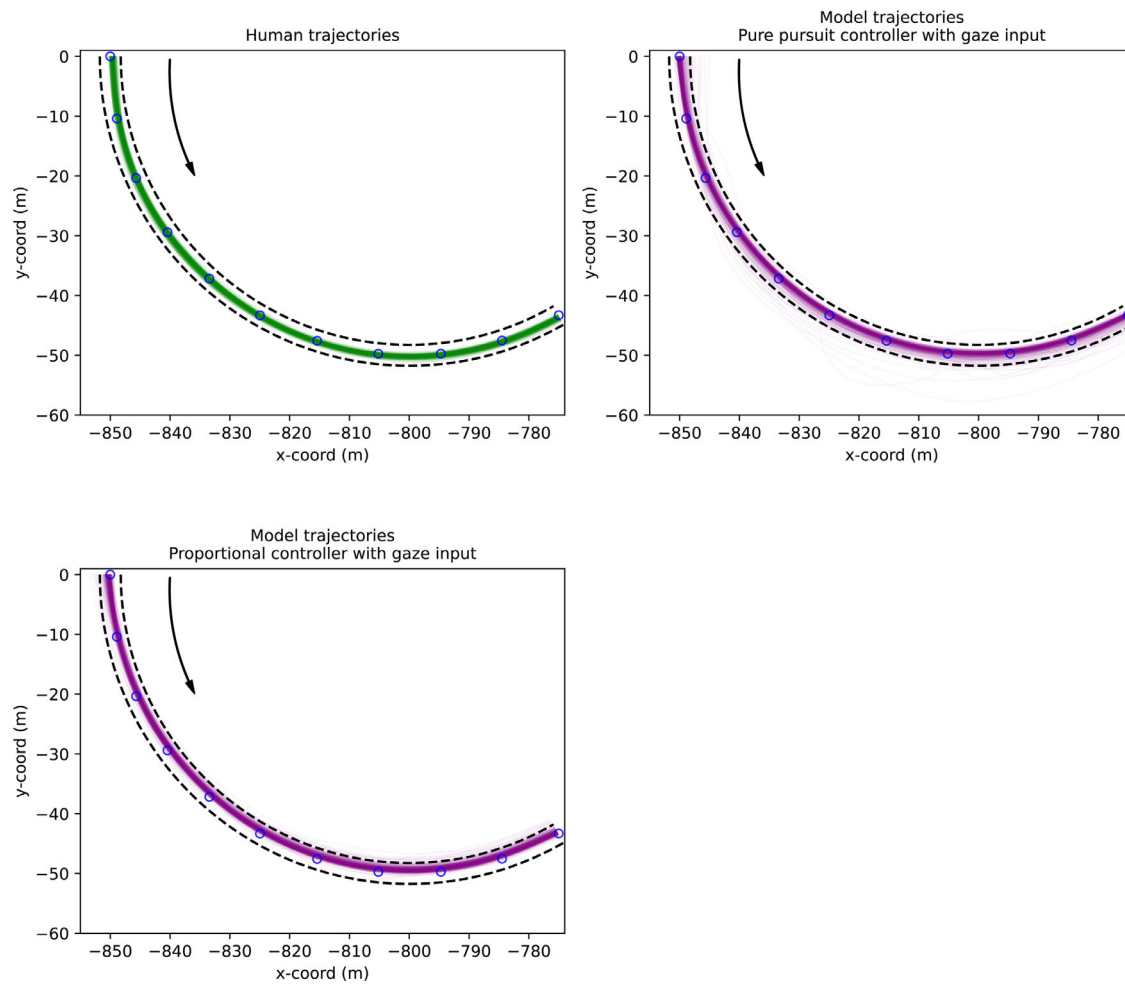 Human trajectories
0
−10
−20
−30
−40
−50
−60
y-coord (m)
−850 −840 −830 −820 −810 −800 −790 −780
x-coord (m)
Model trajectories
Pure pursuit controller with gaze input
0
−10
−20
−30
−40
−50
−60
y-coord (m)
−850 −840 −830 −820 −810 −800 −790 −780
x-coord (m)
Model trajectories
Proportional controller with gaze input
0
−10
−20
−30
−40
−50
−60
y-coord (m)
−850 −840 −830 −820 −810 −800 −790 −780
x-coord (m)